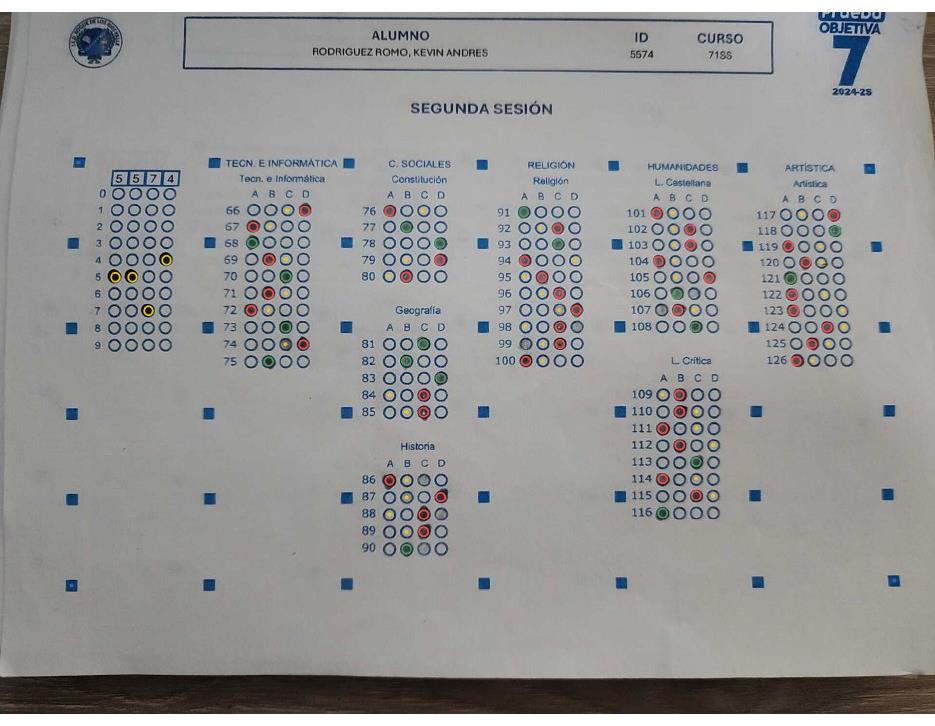 Prueba
OBJETIVA
7
2024-25
ALUMNO ID CURSO
RODRIGUEZ ROMO, KEVIN ANDRES 5574 71SS
SEGUNDA SESIÓN
5 5 7 4
0
1
2
3
4
5
6
7
8
9
TECN. E INFORMÁTICA
Tecn. e Informática
A B C D
66
67
68
69
70
71
72
73
74
75
C. SOCIALES
Constitución
A B C D
76
77
78
79
80
Geografía
A B C D
81
82
83
84
85
Historia
A B C D
86
87
88
89
90
RELIGIÓN
Religión
A B C D
91
92
93
94
95
96
97
98
99
100
HUMANIDADES
L. Castellana
A B C D
101
102
103
104
105
106
107
108
L. Crítica
A B C D
109
110
111
112
113
114
115
116
ARTÍSTICA
Artística
A B C D
117
118
119
120
121
122
123
124
125
126